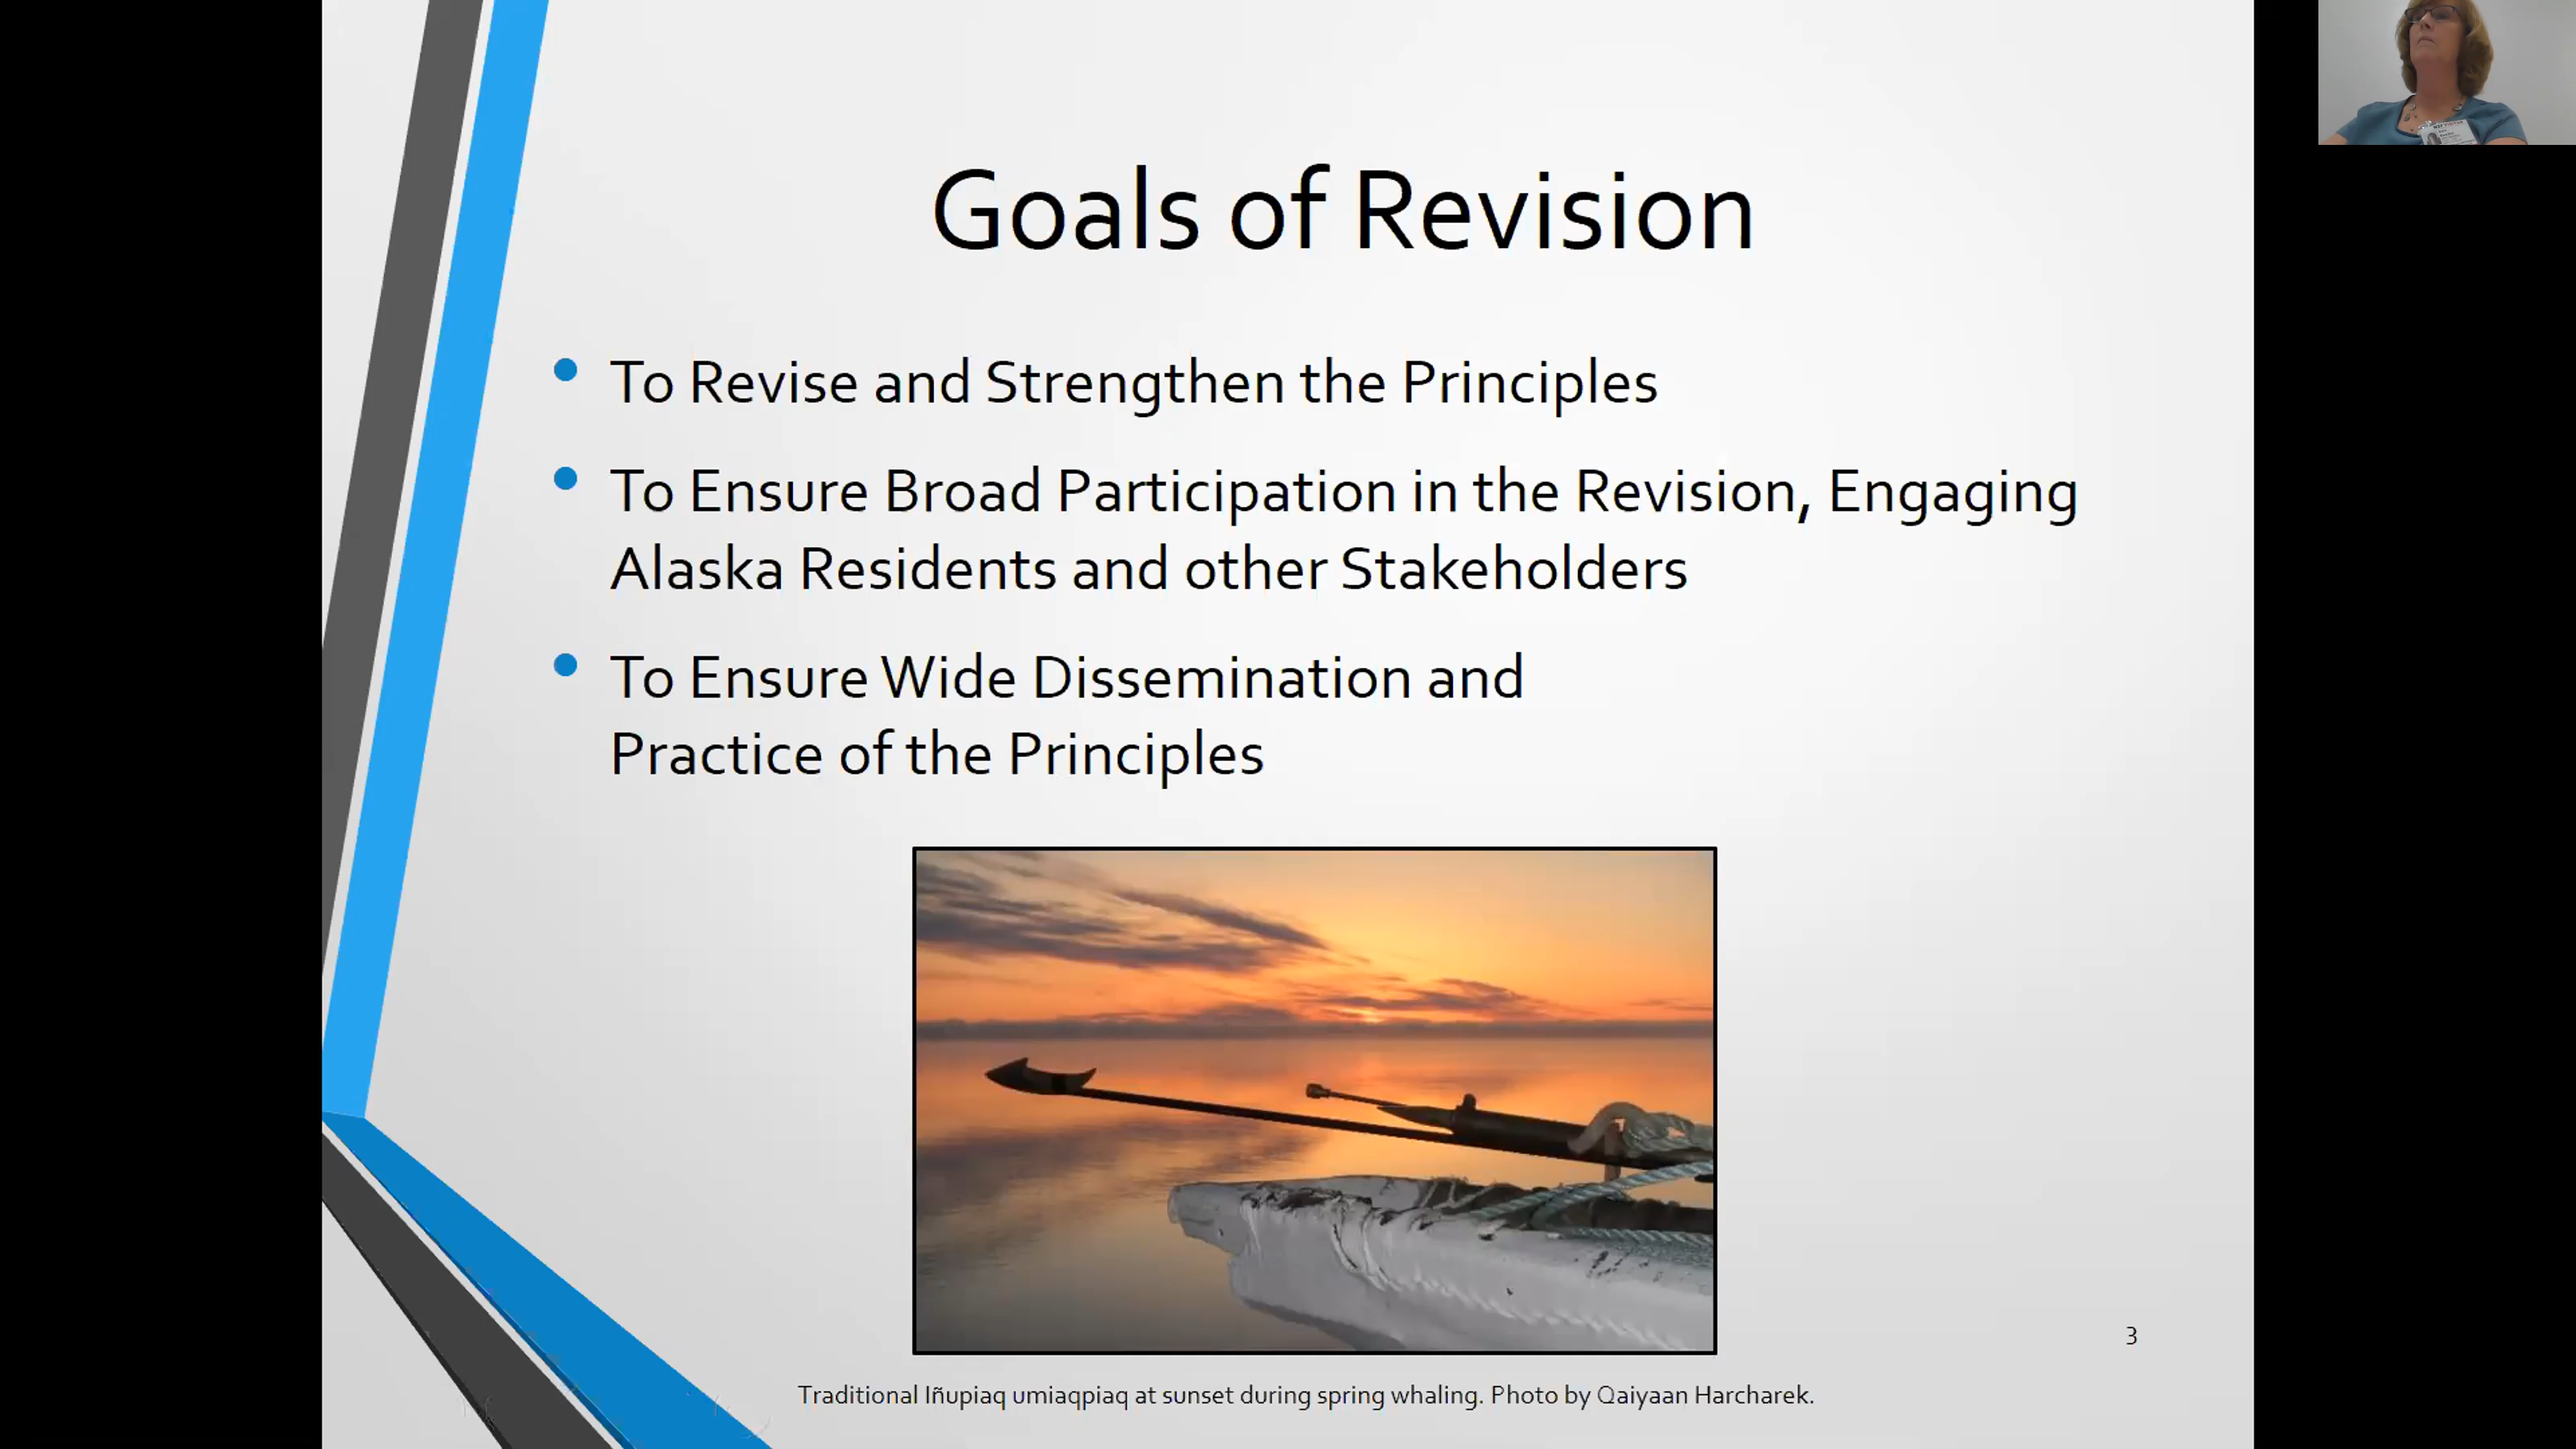 Goals of Revision
To Revise and Strengthen the Principles
To Ensure Broad Participation in the Revision, Engaging
Alaska Residents and other Stakeholders
To Ensure Wide Dissemination and
Practice of the Principles
3
Traditional Iñupiaq umiaqpiaq at sunset during spring whaling. Photo by Qaiyaan Harcharek.